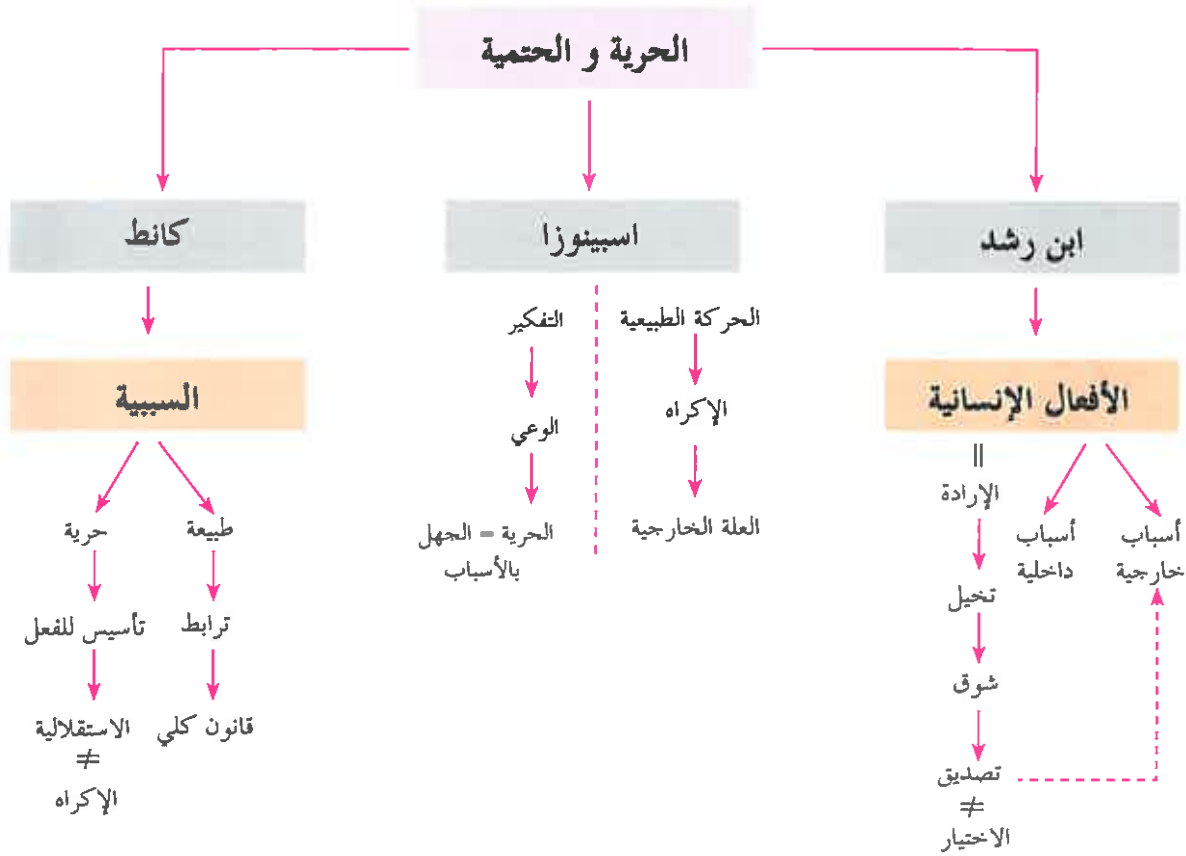 الحرية و الحتمية
ابن رشد
الأفعال الإنسانية
أسباب
خارجية
أسباب
داخلية
=
الإرادة
تخيل
شوق
تصديق
≠
الاختيار
اسبينوزا
الحركة الطبيعية
الإكراه
العلة الخارجية
التفكير
الوعي
الحرية = الجهل
بالأسباب
كانط
السببية
طبيعة
ترابط
قانون كلي
حرية
تأسيس للفعل
الاستقلالية
≠
الإكراه